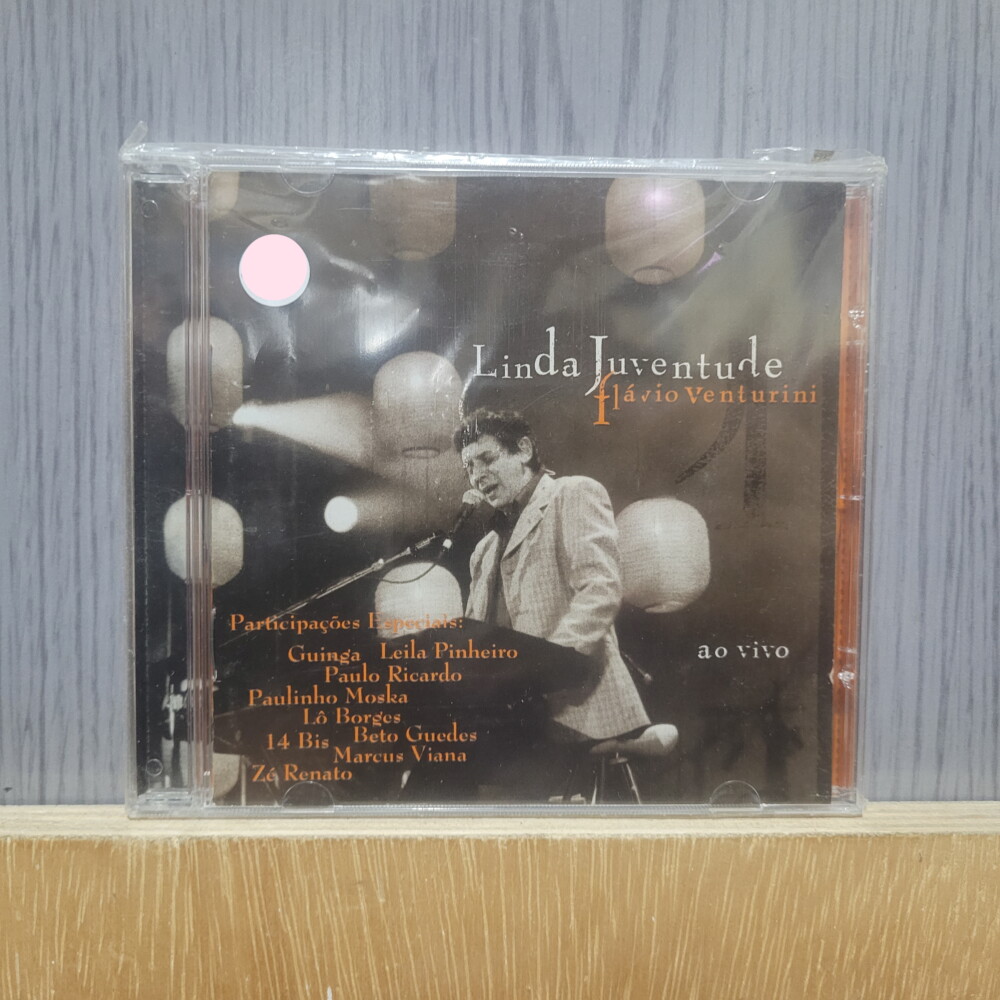 Linda Juventude
flávio venturini
Participações Especiais:
Guinga Leila Pinheiro
Paulo Ricardo
Paulinho Moska
Lô Borges
14 Bis Beto Guedes
Marcus Viana
Zé Renato
ao vivo